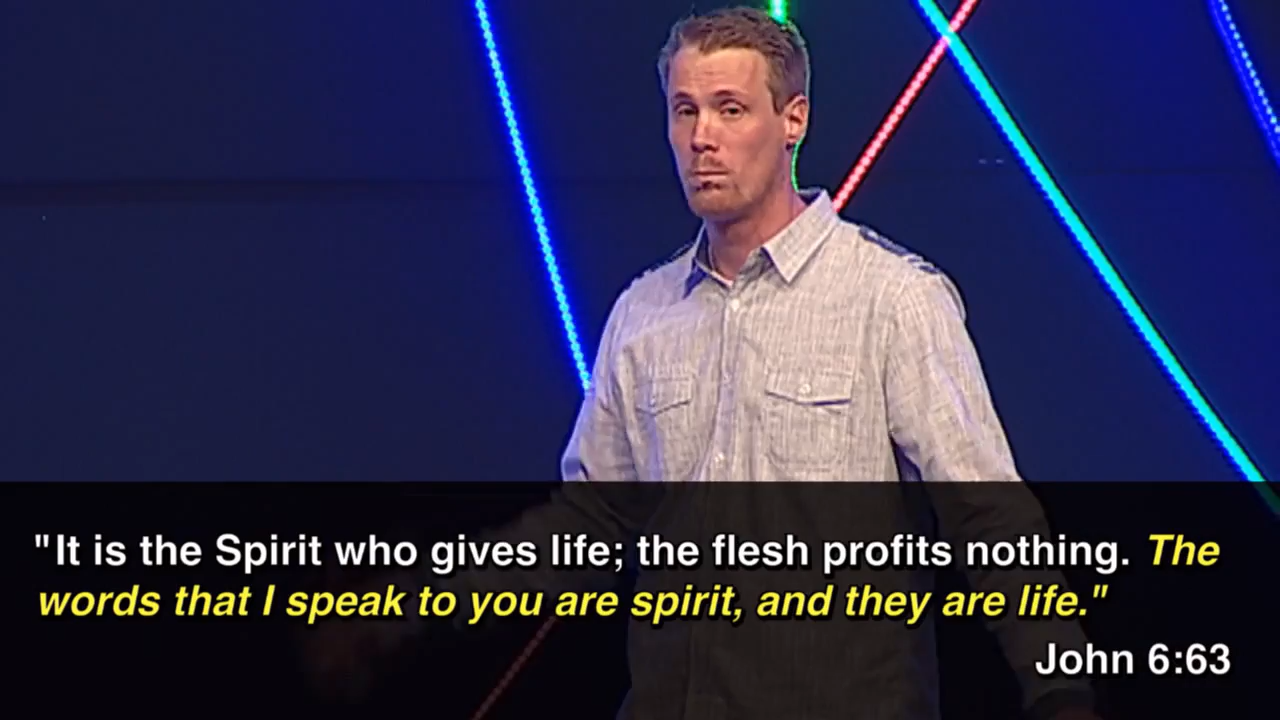 "It is the Spirit who gives life; the flesh profits nothing. The
words that I speak to you are spirit, and they are life."
John 6:63